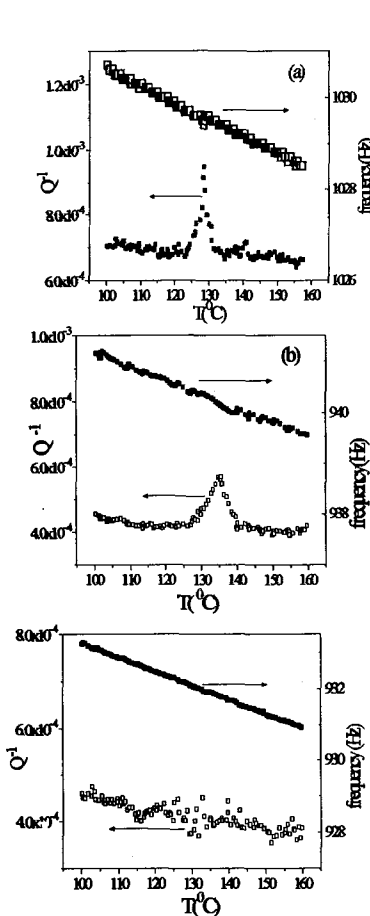 (a)
1.2x10⁻³
1.0x10⁻³
8.0x10⁻⁴
6.0x10⁻⁴
Q⁻¹
1030
1028
1026
frequency (Hz)
100 110 120 130 140 150 160
T(⁰C)
(b)
1.0x10⁻³
8.0x10⁻⁴
6.0x10⁻⁴
4.0x10⁻⁴
Q⁻¹
940
938
frequency (Hz)
100 110 120 130 140 150 160
T(⁰C)
8.0x10⁻⁴
6.0x10⁻⁴
Q⁻¹
932
930
928
frequency (Hz)
100 110 120 130 140 150 160
T(⁰C)